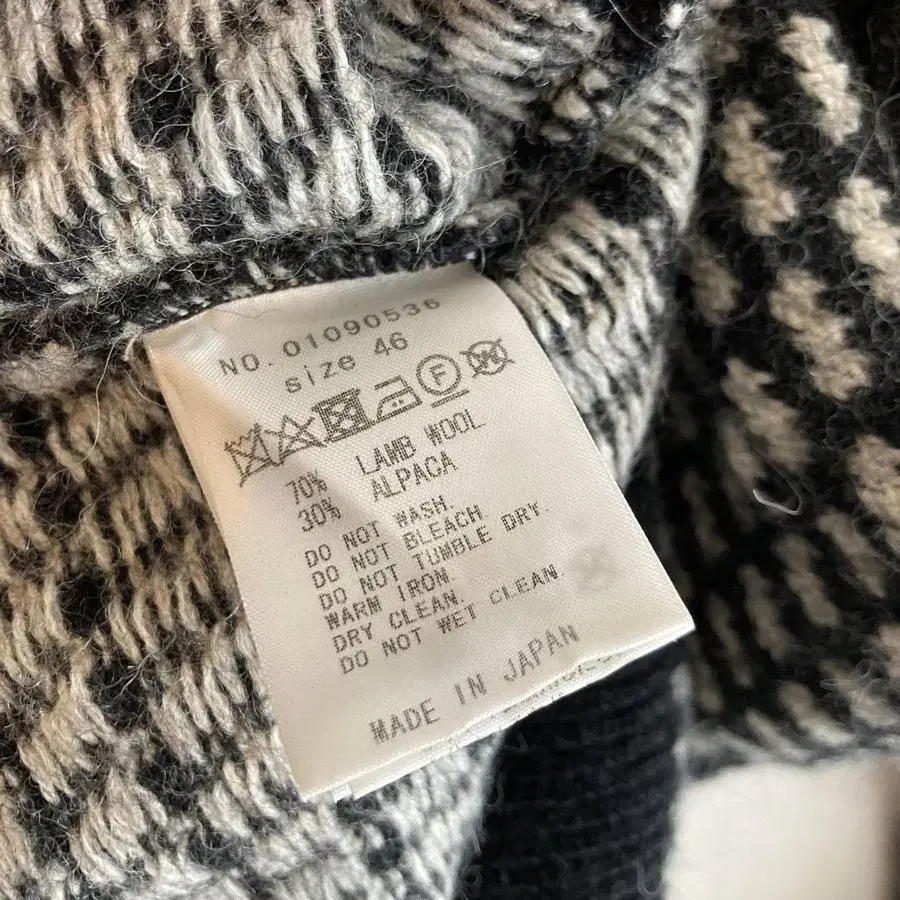 NO. 01090536
size 46
F W
70% LAMB WOOL
30% ALPACA
DO NOT WASH.
DO NOT BLEACH
DO NOT TUMBLE DRY.
WARM IRON.
DRY CLEAN.
DO NOT WET CLEAN.
MADE IN JAPAN